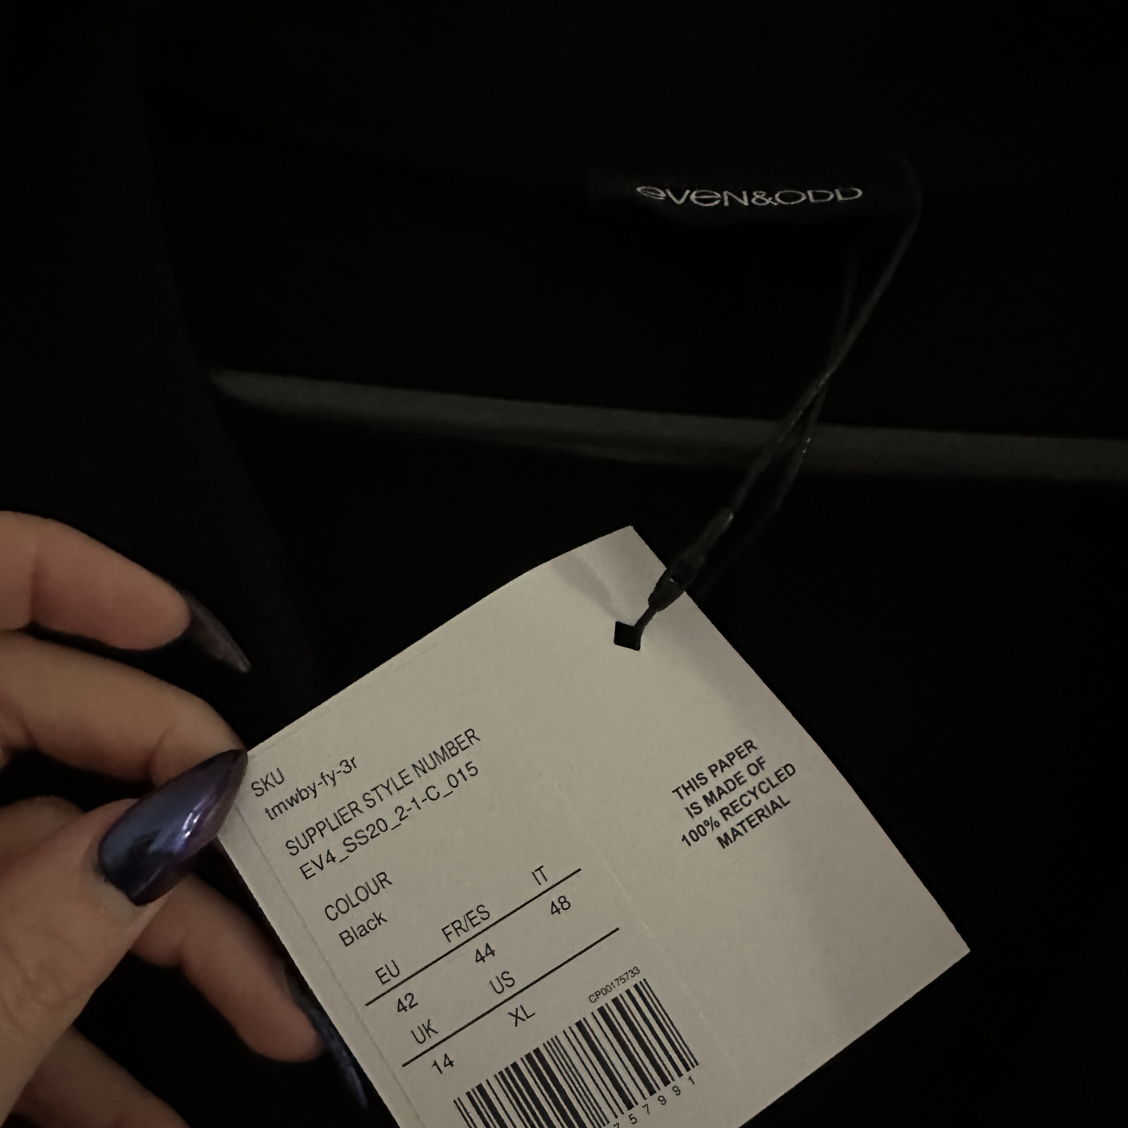 eveN&ODD
SKU
tmwby-fy-3r
SUPPLIER STYLE NUMBER
EV4_SS20_2-1-C_015
COLOUR
Black
EU FR/ES IT
42 44 48
UK US
14 XL
CP00175733
57991
THIS PAPER
IS MADE OF
100% RECYCLED
MATERIAL